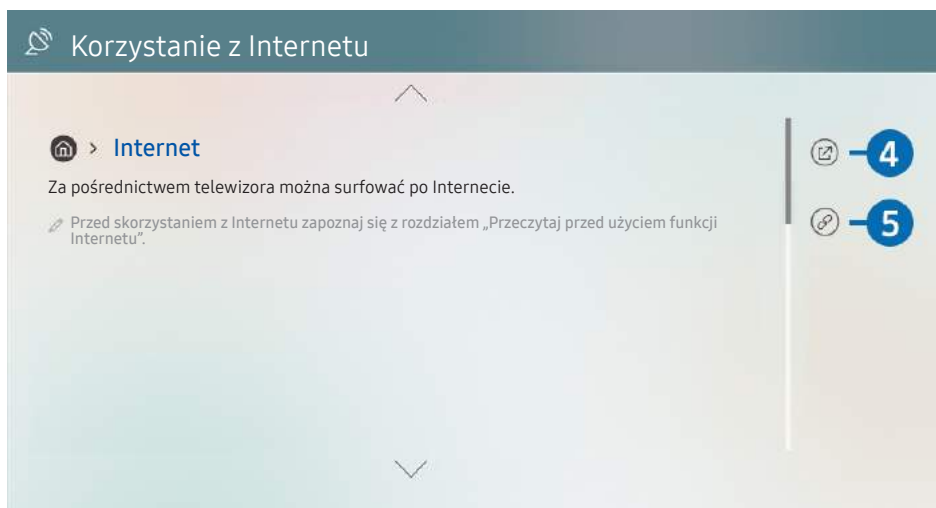 Korzystanie z Internetu
> Internet
Za pośrednictwem telewizora można surfować po Internecie.
Przed skorzystaniem z Internetu zapoznaj się z rozdziałem „Przeczytaj przed użyciem funkcji
Internetu”.
4
5